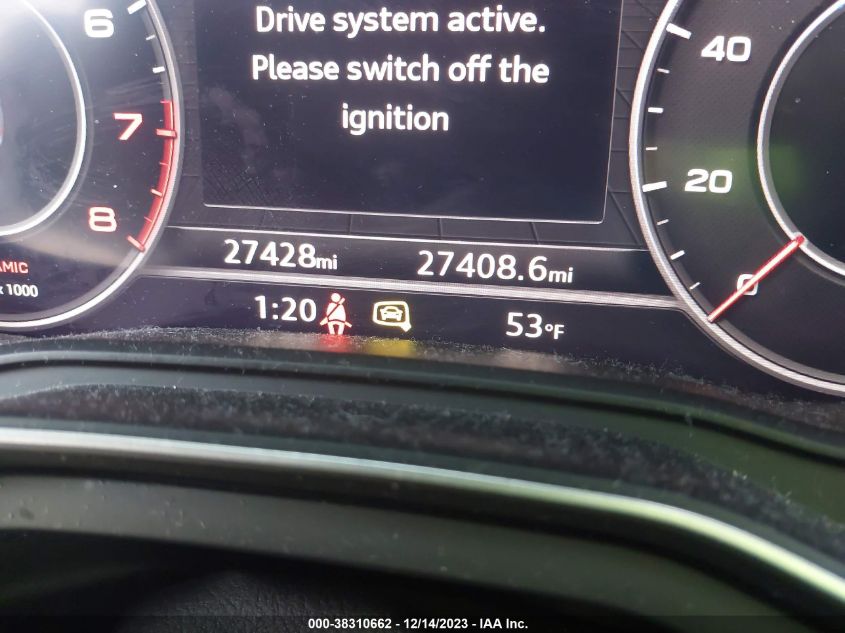 Drive system active.
Please switch off the
ignition
6
7
8
40
20
0
27428mi
27408.6mi
AMIC
x 1000
1:20
53°F
000-38310662 - 12/14/2023 - IAA Inc.